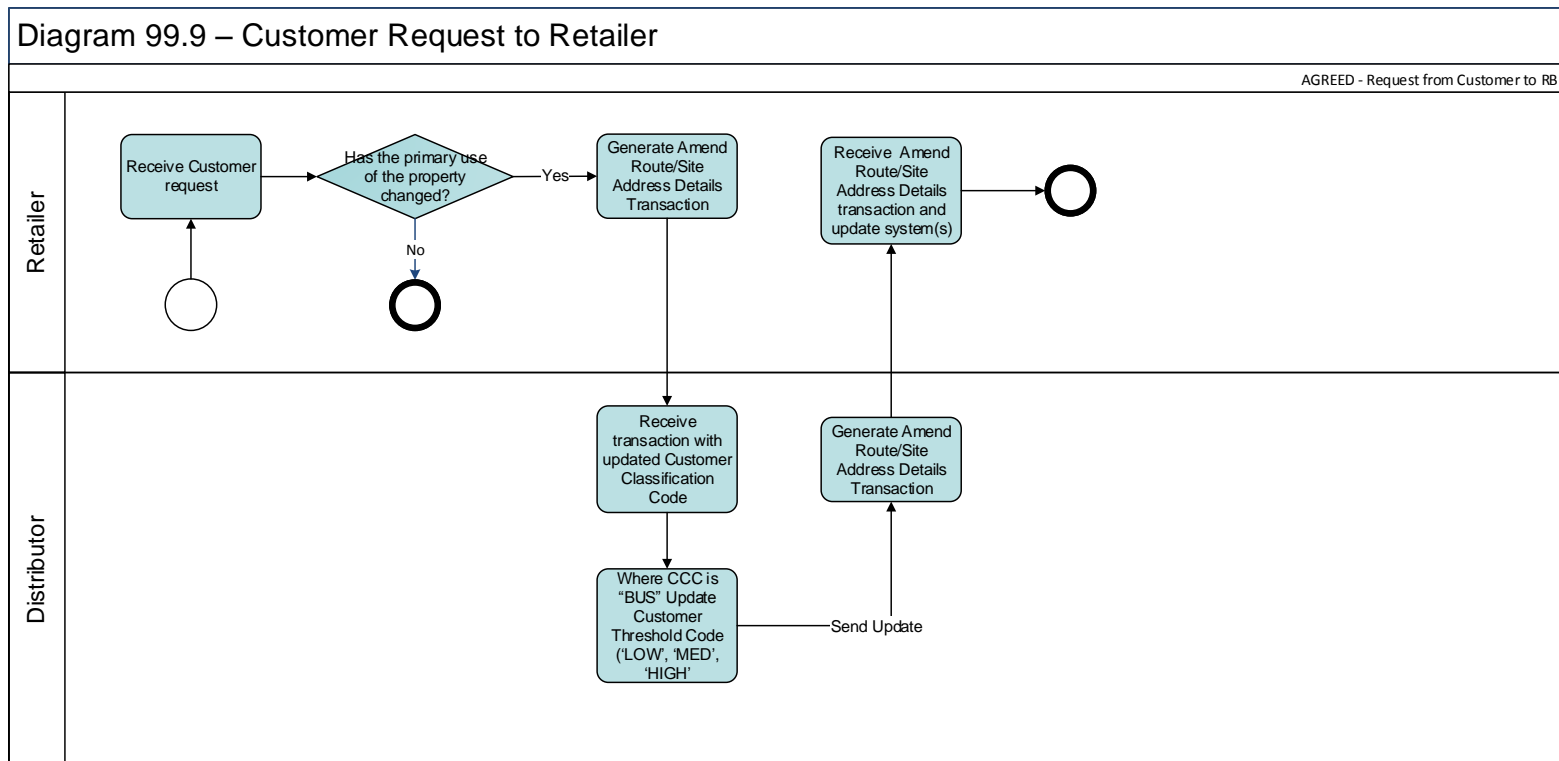 Diagram 99.9 – Customer Request to Retailer
AGREED - Request from Customer to RB
Retailer
Receive Customer
request
Has the primary use
of the property
changed?
Yes
No
Generate Amend
Route/Site
Address Details
Transaction
Receive Amend
Route/Site
Address Details
transaction and
update system(s)
Distributor
Receive
transaction with
updated Customer
Classification
Code
Where CCC is
“BUS” Update
Customer
Threshold Code
(‘LOW’, ‘MED’,
‘HIGH’
Send Update
Generate Amend
Route/Site
Address Details
Transaction